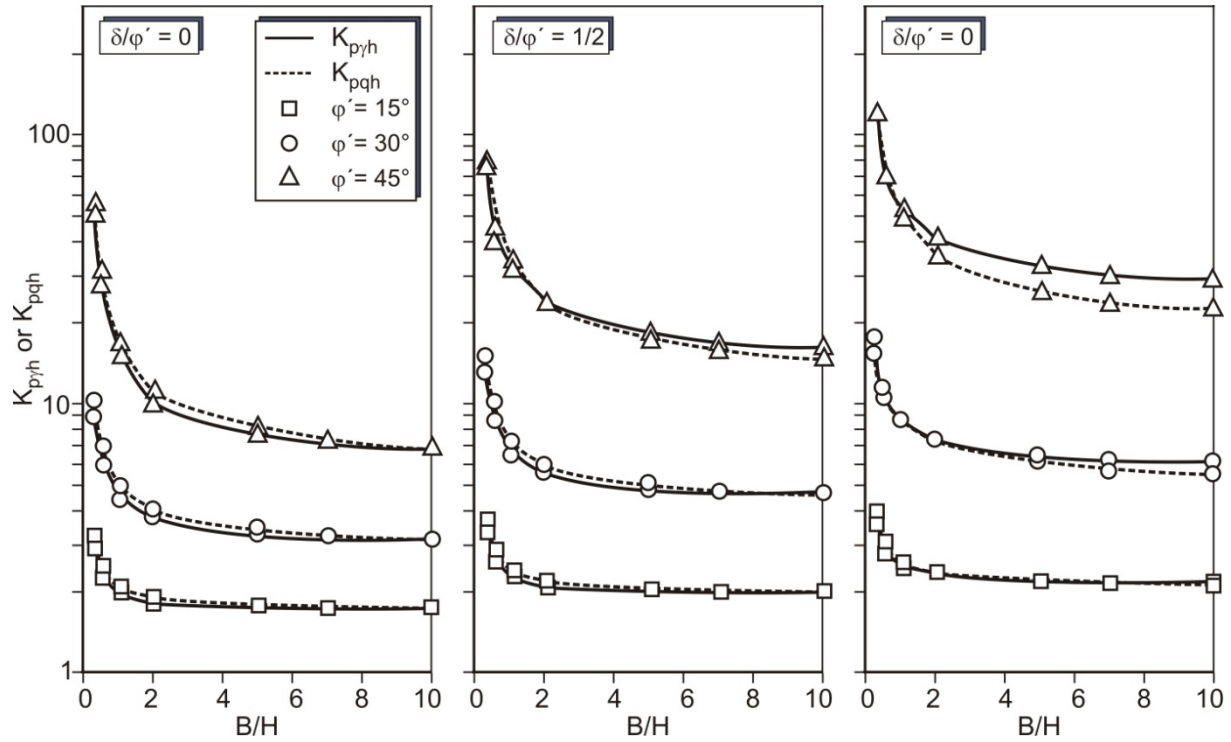 δ/φ´ = 0
δ/φ´ = 1/2
δ/φ´ = 0
Kpγh
Kpqh
φ´= 15°
φ´= 30°
φ´= 45°
Kpγh or Kpqh
100
10
1
0 2 4 6 8 10
0 2 4 6 8 10
0 2 4 6 8 10
B/H
B/H
B/H